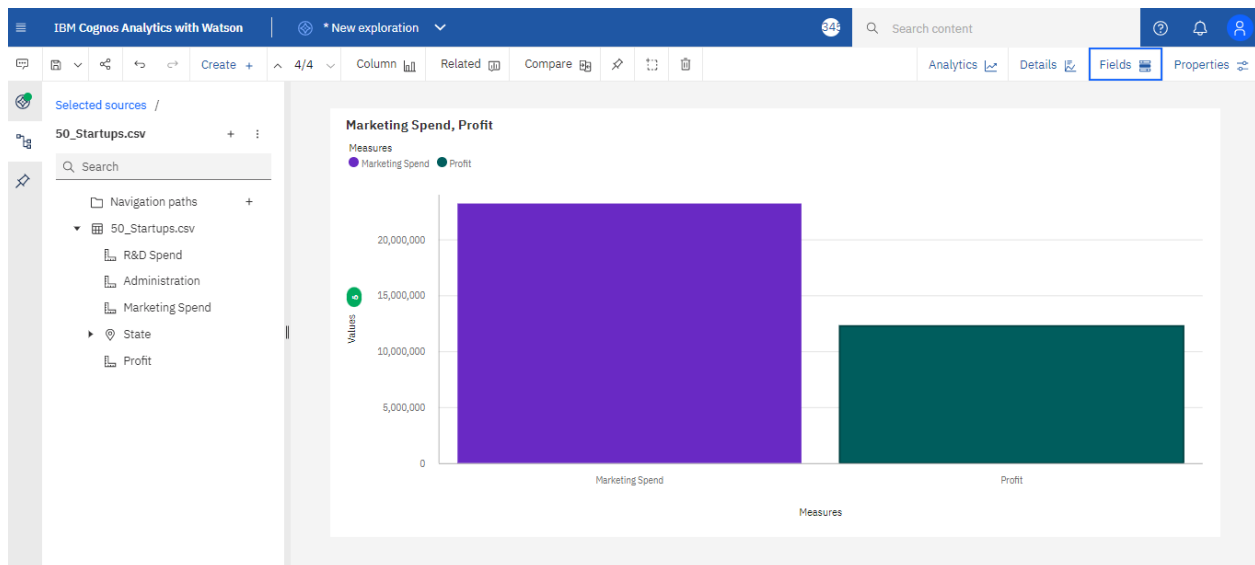 IBM Cognos Analytics with Watson
* New exploration
Search content
Create +
4/4
Column
Related
Compare
Analytics
Details
Fields
Properties
Selected sources /
50_Startups.csv
Search
Navigation paths +
50_Startups.csv
R&D Spend
Administration
Marketing Spend
State
Profit
Marketing Spend, Profit
Measures
Marketing Spend Profit
20,000,000
15,000,000
10,000,000
5,000,000
0
Values
Marketing Spend
Profit
Measures